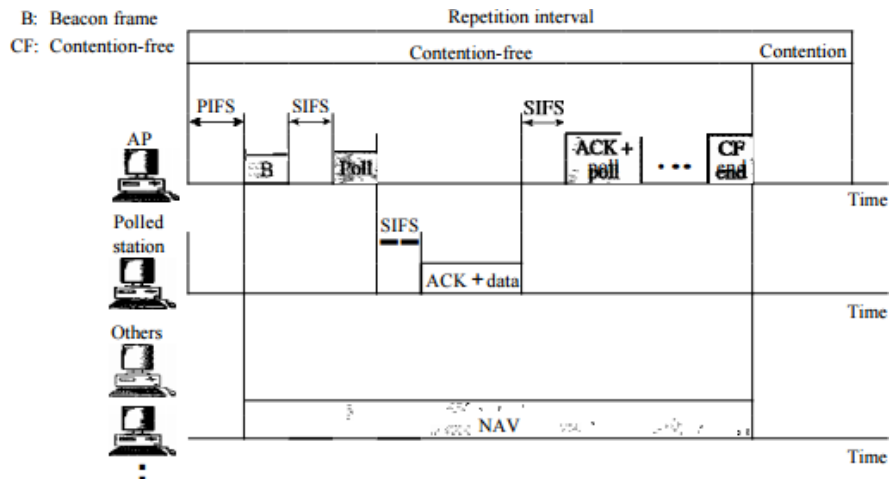 B: Beacon frame
CF: Contention-free
Repetition interval
Contention-free
Contention
PIFS
SIFS
SIFS
AP
B
Poll
ACK +
poll
• • •
CF
end
Time
Polled
station
SIFS
ACK + data
Time
Others
NAV
Time